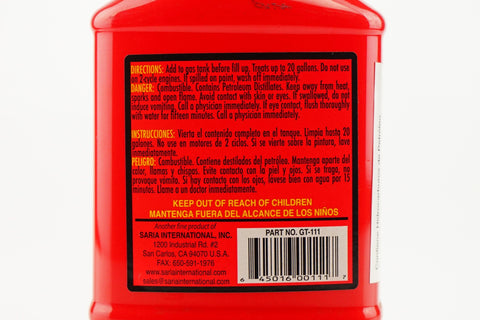 DIRECTIONS: Add to gas tank before fill up. Treats up to 20 gallons. Do not use
on 2-cycle engines. If spilled on paint, wash off immediately.
DANGER: Combustible. Contains Petroleum Distillates. Keep away from heat,
sparks and open flame. Avoid contact with skin or eyes. If swallowed, do not
induce vomiting. Call a physician immediately. If eye contact, flush thoroughly
with water for fifteen minutes. Call a physician immediately.
INSTRUCCIONES: Vierta el contenido completo en el tanque. Limpia hasta 20
galones. No use en motores de 2 ciclos. Si se vierte sobre la pintura, lave
inmediatamente.
PELIGRO: Combustible. Contiene destilados del petróleo. Mantenga aparta del
calor, flamas y chispas. Evite contacto con la piel y ojos. Si se traga, no
provoque vómito. Si hay contacto con los ojos, lavese bien con agua por 15
minutos. Llame a un doctor immediatamente.
KEEP OUT OF REACH OF CHILDREN
MANTENGA FUERA DEL ALCANCE DE LOS NIÑOS
Another fine product of
SARIA INTERNATIONAL, INC.
1200 Industrial Rd. #2
San Carlos, CA 94070 U.S.A.
FAX: 650-591-1976
www.sariainternational.com
sales@sariainternational.com
PART NO. GT-111
6 45016 00111 7